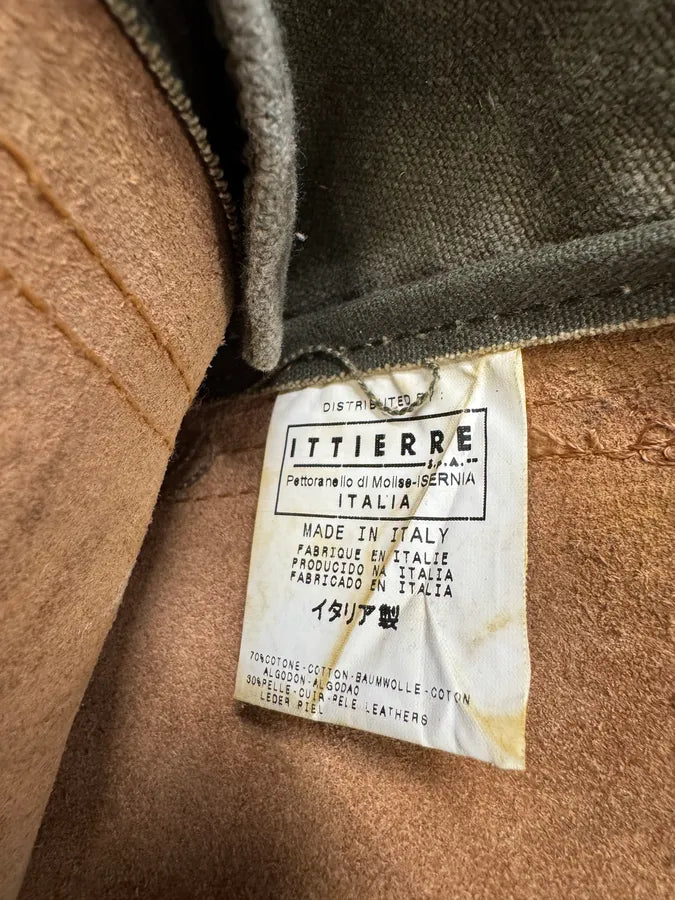 DISTRIBUTED BY:
ITTIERRE
S.p.A.
Pettoranello di Molise-ISERNIA
ITALIA
MADE IN ITALY
FABRIQUE EN ITALIE
PRODUCIDO NA ITALIA
FABRICADO EN ITALIA
イタリア製
70%COTONE-COTTON-BAUMWOLLE-COTON
ALGODON-ALGODAO
30%PELLE-CUIR-PELE LEATHERS
LEDER PIEL